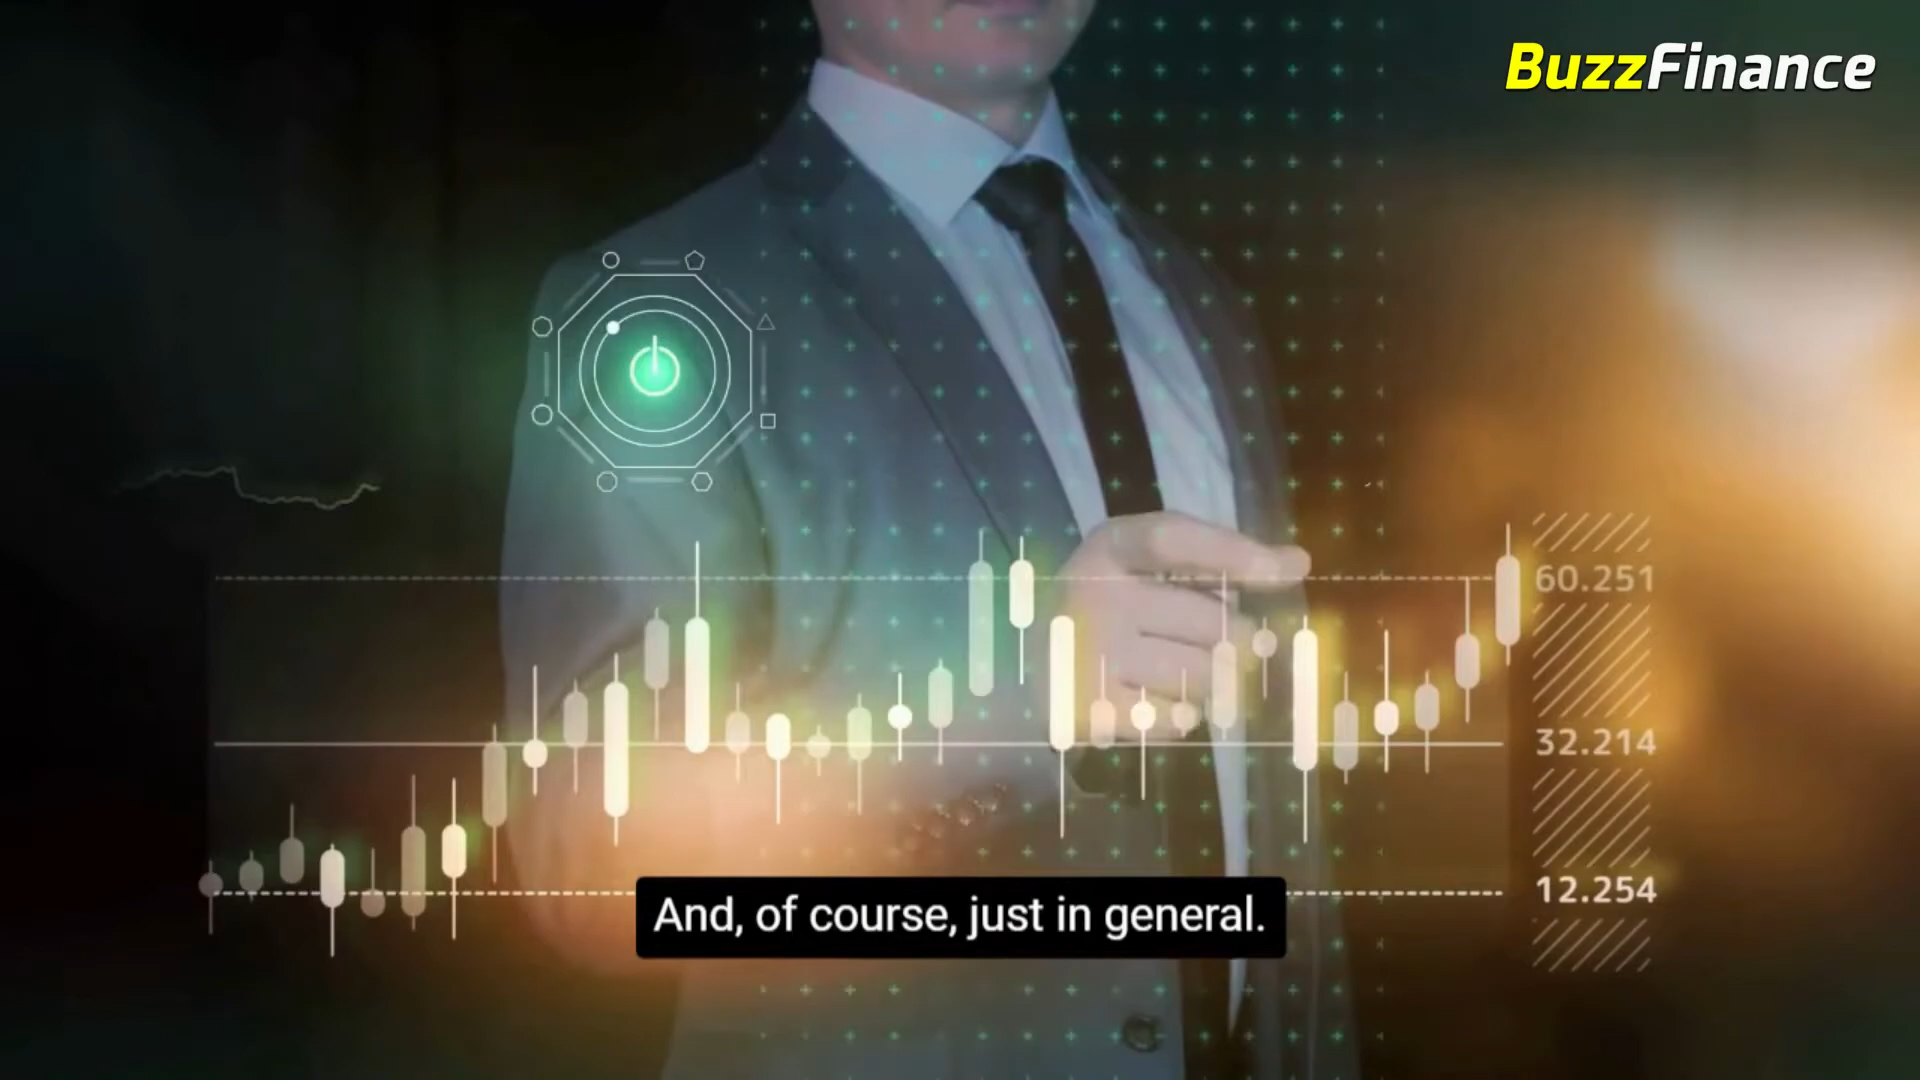 BuzzFinance
60.251
32.214
12.254
And, of course, just in general.